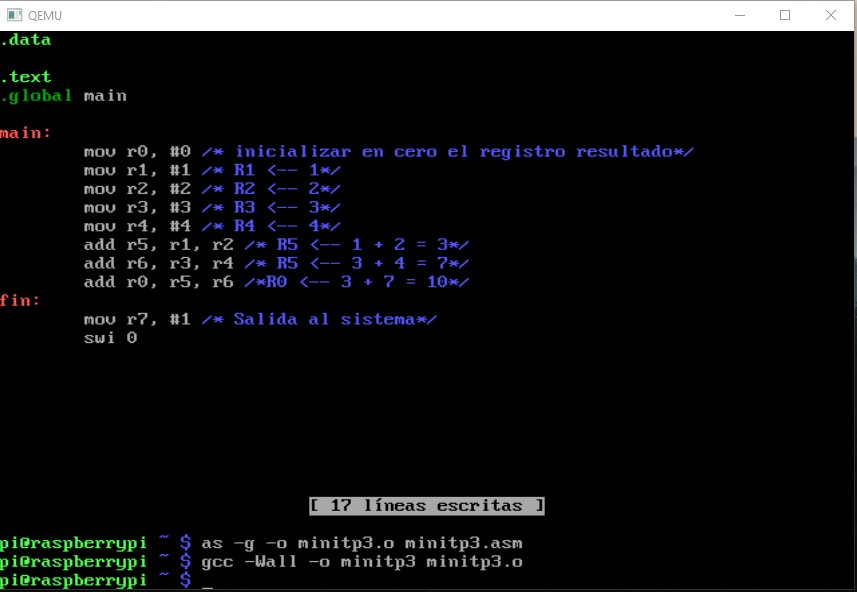 QEMU
.data
.text
.global main
main:
mov r0, #0 /* inicializar en cero el registro resultado*/
mov r1, #1 /* R1 <-- 1*/
mov r2, #2 /* R2 <-- 2*/
mov r3, #3 /* R3 <-- 3*/
mov r4, #4 /* R4 <-- 4*/
add r5, r1, r2 /* R5 <-- 1 + 2 = 3*/
add r6, r3, r4 /* R5 <-- 3 + 4 = 7*/
add r0, r5, r6 /*R0 <-- 3 + 7 = 10*/
fin:
mov r7, #1 /* Salida al sistema*/
swi 0
[ 17 líneas escritas ]
pi@raspberrypi ~ $ as -g -o minitp3.o minitp3.asm
pi@raspberrypi ~ $ gcc -Wall -o minitp3 minitp3.o
pi@raspberrypi ~ $ _